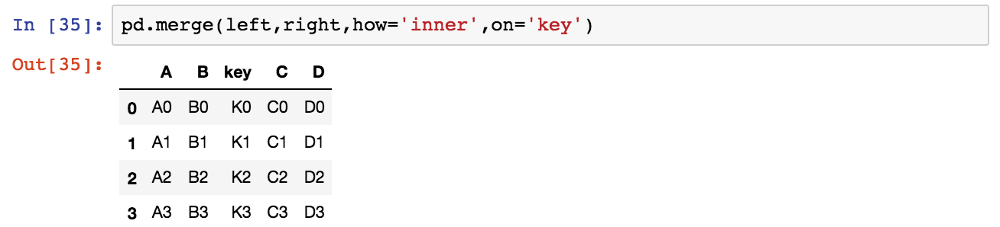 In [35]: pd.merge(left,right,how='inner',on='key')
Out[35]:
A B key C D
0 A0 B0 K0 C0 D0
1 A1 B1 K1 C1 D1
2 A2 B2 K2 C2 D2
3 A3 B3 K3 C3 D3